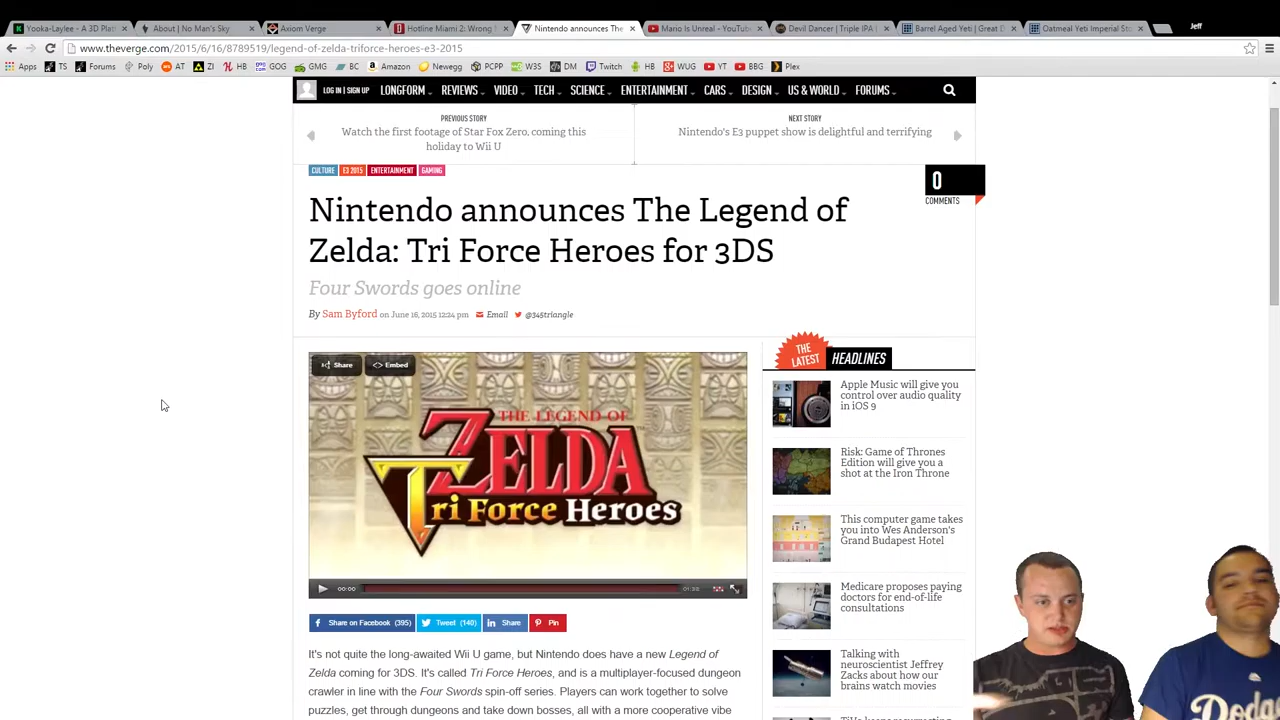 Yooka-Laylee - A 3D Platf
About | No Man's Sky
Axiom Verge
Hotline Miami 2: Wrong
Nintendo announces The
Mario Is Unreal - YouTub
Devil Dancer | Triple IPA |
Barrel Aged Yeti | Great D
Oatmeal Yeti Imperial Sto
Jeff
www.theverge.com/2015/6/16/8789519/legend-of-zelda-triforce-heroes-e3-2015
Apps TS Forums Poly AT ZI HB GOG GMG BC Amazon Newegg PCPP W3S DM Twitch HB WUG YT BBG Plex
LOG IN | SIGN UP LONGFORM REVIEWS VIDEO TECH SCIENCE ENTERTAINMENT CARS DESIGN US & WORLD FORUMS
PREVIOUS STORY
Watch the first footage of Star Fox Zero, coming this
holiday to Wii U
NEXT STORY
Nintendo's E3 puppet show is delightful and terrifying
CULTURE E3 2015 ENTERTAINMENT GAMING
0
COMMENTS
Nintendo announces The Legend of
Zelda: Tri Force Heroes for 3DS
Four Swords goes online
By Sam Byford on June 16, 2015 12:24 pm Email @345triangle
Share Embed
THE LEGEND OF
ZELDA
Tri Force Heroes
00:00
Share on Facebook (395) Tweet (140) Share Pin
It's not quite the long-awaited Wii U game, but Nintendo does have a new Legend of
Zelda coming for 3DS. It's called Tri Force Heroes, and is a multiplayer-focused dungeon
crawler in line with the Four Swords spin-off series. Players can work together to solve
puzzles, get through dungeons and take down bosses, all with a more cooperative vibe
THE
LATEST
HEADLINES
Apple Music will give you
control over audio quality
in iOS 9
Risk: Game of Thrones
Edition will give you a
shot at the Iron Throne
This computer game takes
you into Wes Anderson's
Grand Budapest Hotel
Medicare proposes paying
doctors for end-of-life
consultations
Talking with
neuroscientist Jeffrey
Zacks about how our
brains watch movies
Dodg